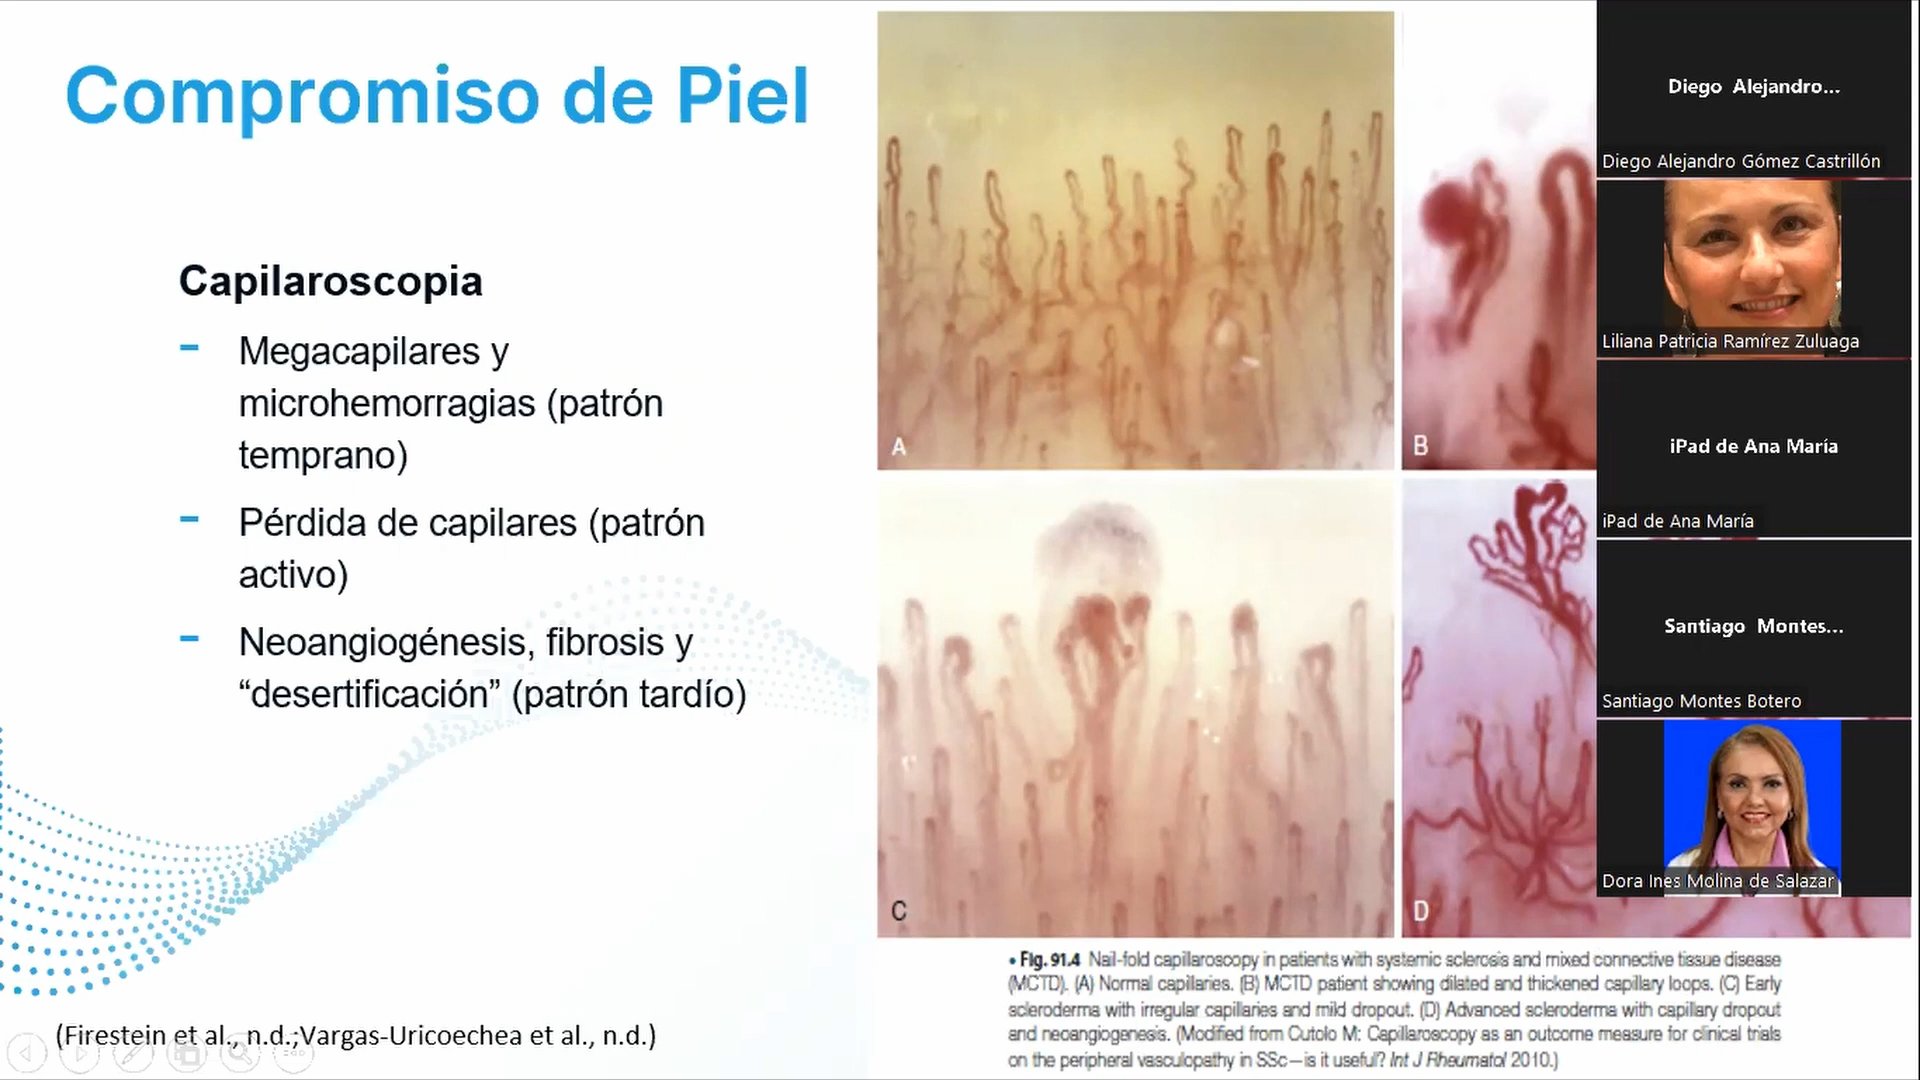 Compromiso de Piel
Capilaroscopia
- Megacapilares y
microhemorragias (patrón
temprano)
- Pérdida de capilares (patrón
activo)
- Neoangiogénesis, fibrosis y
“desertificación” (patrón tardío)
(Firestein et al., n.d.;Vargas-Uricoechea et al., n.d.)
A
B
C
D
• Fig. 91.4 Nail-fold capillaroscopy in patients with systemic sclerosis and mixed connective tissue disease
(MCTD). (A) Normal capillaries. (B) MCTD patient showing dilated and thickened capillary loops. (C) Early
scleroderma with irregular capillaries and mild dropout. (D) Advanced scleroderma with capillary dropout
and neoangiogenesis. (Modified from Cutolo M: Capillaroscopy as an outcome measure for clinical trials
on the peripheral vasculopathy in SSc—is it useful? Int J Rheumatol 2010.)
Diego Alejandro...
Diego Alejandro Gómez Castrillón
Liliana Patricia Ramírez Zuluaga
iPad de Ana María
iPad de Ana María
Santiago Montes...
Santiago Montes Botero
Dora Ines Molina de Salazar